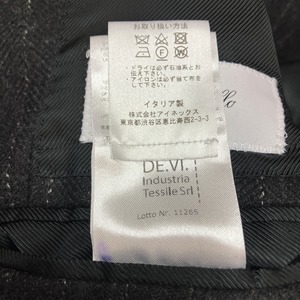 お取り扱い方法
・ドライは必ず石油系とお
伝え下さい。
・アイロンは必ず当て布を
して下さい。
イタリア製
株式会社アイネックス
東京都渋谷区恵比寿西2-3-3
DE.VI.
Industria
Tessile Srl
Lotto Nr. 11265